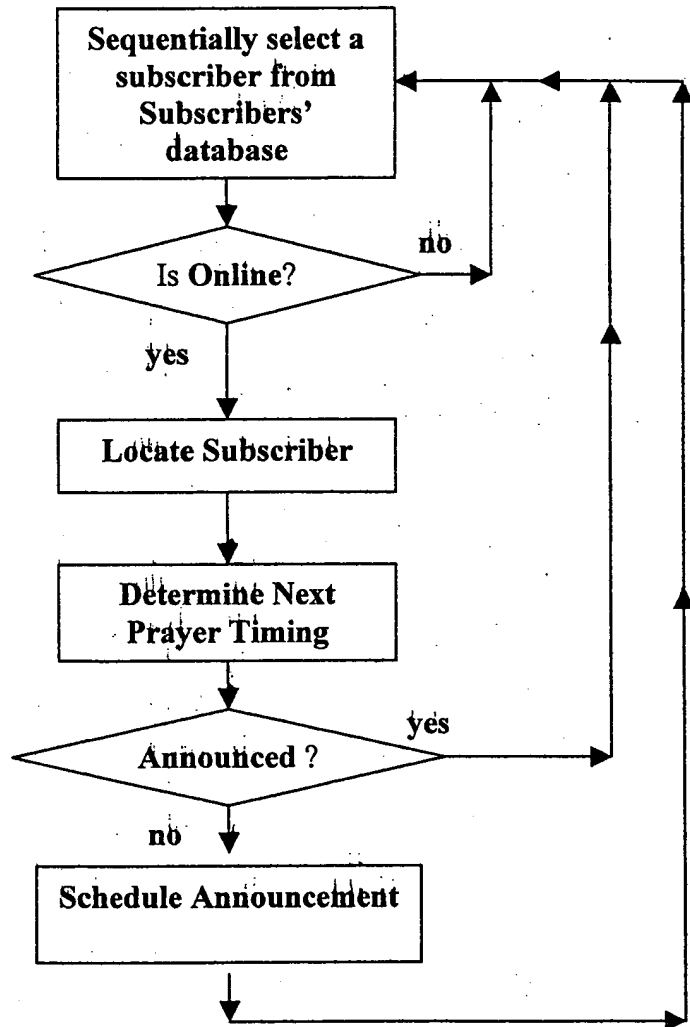 Sequentially select a
subscriber from
Subscribers'
database
Is Online?
no
yes
Locate Subscriber
Determine Next
Prayer Timing
yes
Announced ?
no
Schedule Announcement